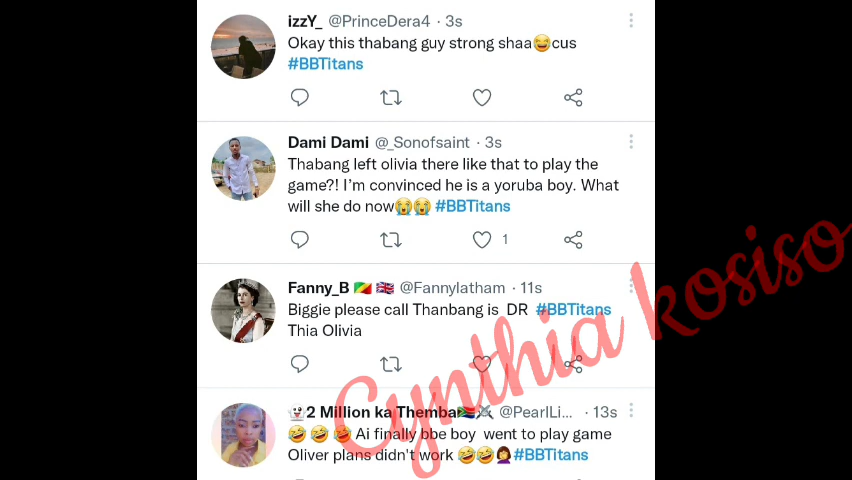 izzY_ @PrinceDera4 · 3s
Okay this thabang guy strong shaa😅cus
#BBTitans
Dami Dami @_Sonofsaint · 3s
Thabang left olivia there like that to play the
game?! I'm convinced he is a yoruba boy. What
will she do now😭😭 #BBTitans
1
Fanny_B 🇨🇬 🇬🇧 @Fannylatham · 11s
Biggie please call Thanbang is DR #BBTitans
Thia Olivia
👻2 Million ka Themba🇿🇦⚔ @PearlLi... · 13s
🤣 🤣 🤣 Ai finally bbe boy went to play game
Oliver plans didn't work 🤣🤣🤦‍♀️#BBTitans
Cynthia kosiso